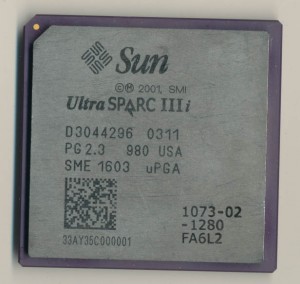 Sun
©Ⓜ 2001, SMI
UltraSPARC IIIi
D3044296 0311
PG 2.3 980 USA
SME 1603 uPGA
1073-02
-1280
33AY35C000001 FA6L2